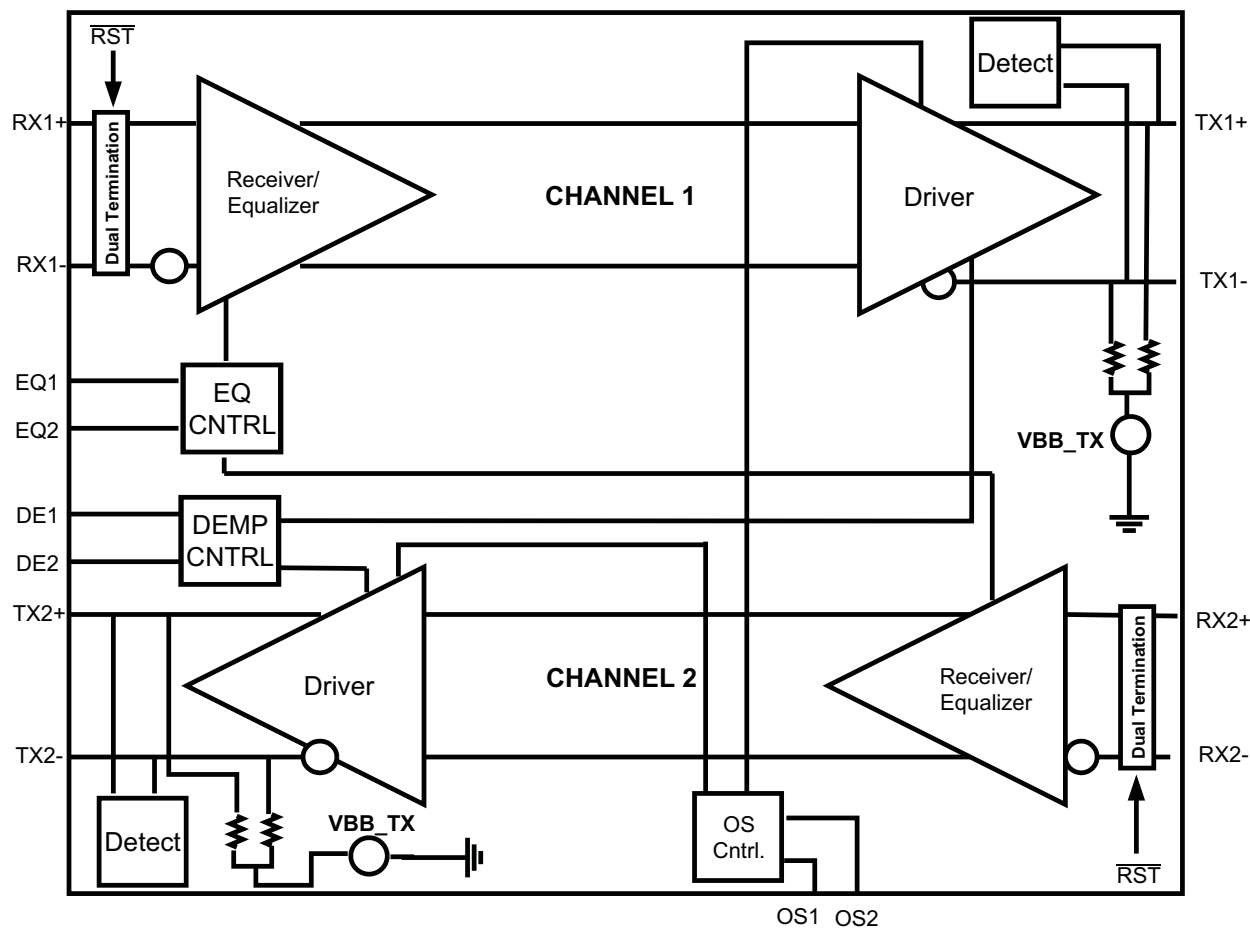 RST
Detect
RX1+
Dual Termination
TX1+
Receiver/
Equalizer
CHANNEL 1
Driver
RX1-
TX1-
EQ1
EQ
CNTRL
EQ2
VBB_TX
DE1
DEMP
CNTRL
DE2
TX2+
RX2+
Driver
CHANNEL 2
Receiver/
Equalizer
Dual Termination
TX2-
RX2-
Detect
VBB_TX
OS
Cntrl.
RST
OS1 OS2